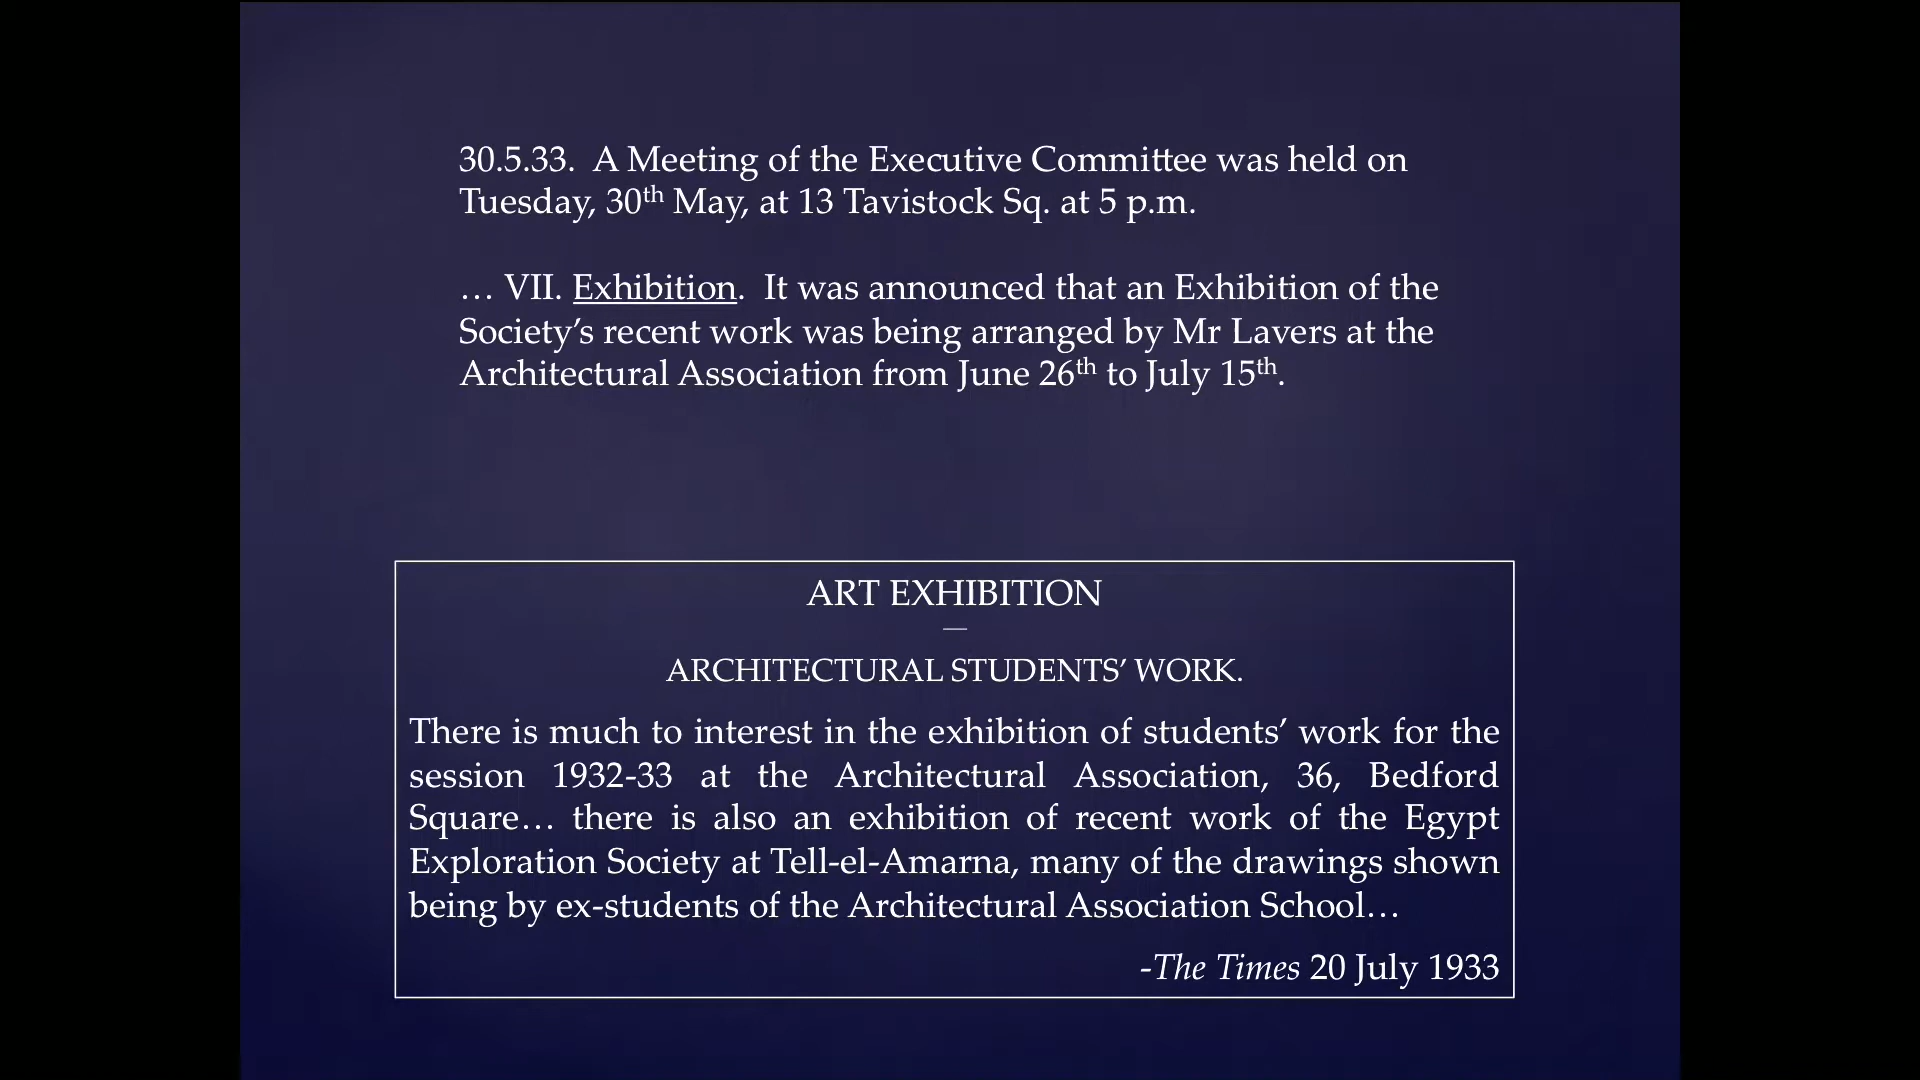 30.5.33. A Meeting of the Executive Committee was held on
Tuesday, 30th May, at 13 Tavistock Sq. at 5 p.m.
… VII. Exhibition. It was announced that an Exhibition of the
Society’s recent work was being arranged by Mr Lavers at the
Architectural Association from June 26th to July 15th.
ART EXHIBITION
—
ARCHITECTURAL STUDENTS’ WORK.
There is much to interest in the exhibition of students’ work for the
session 1932-33 at the Architectural Association, 36, Bedford
Square… there is also an exhibition of recent work of the Egypt
Exploration Society at Tell-el-Amarna, many of the drawings shown
being by ex-students of the Architectural Association School…
-The Times 20 July 1933